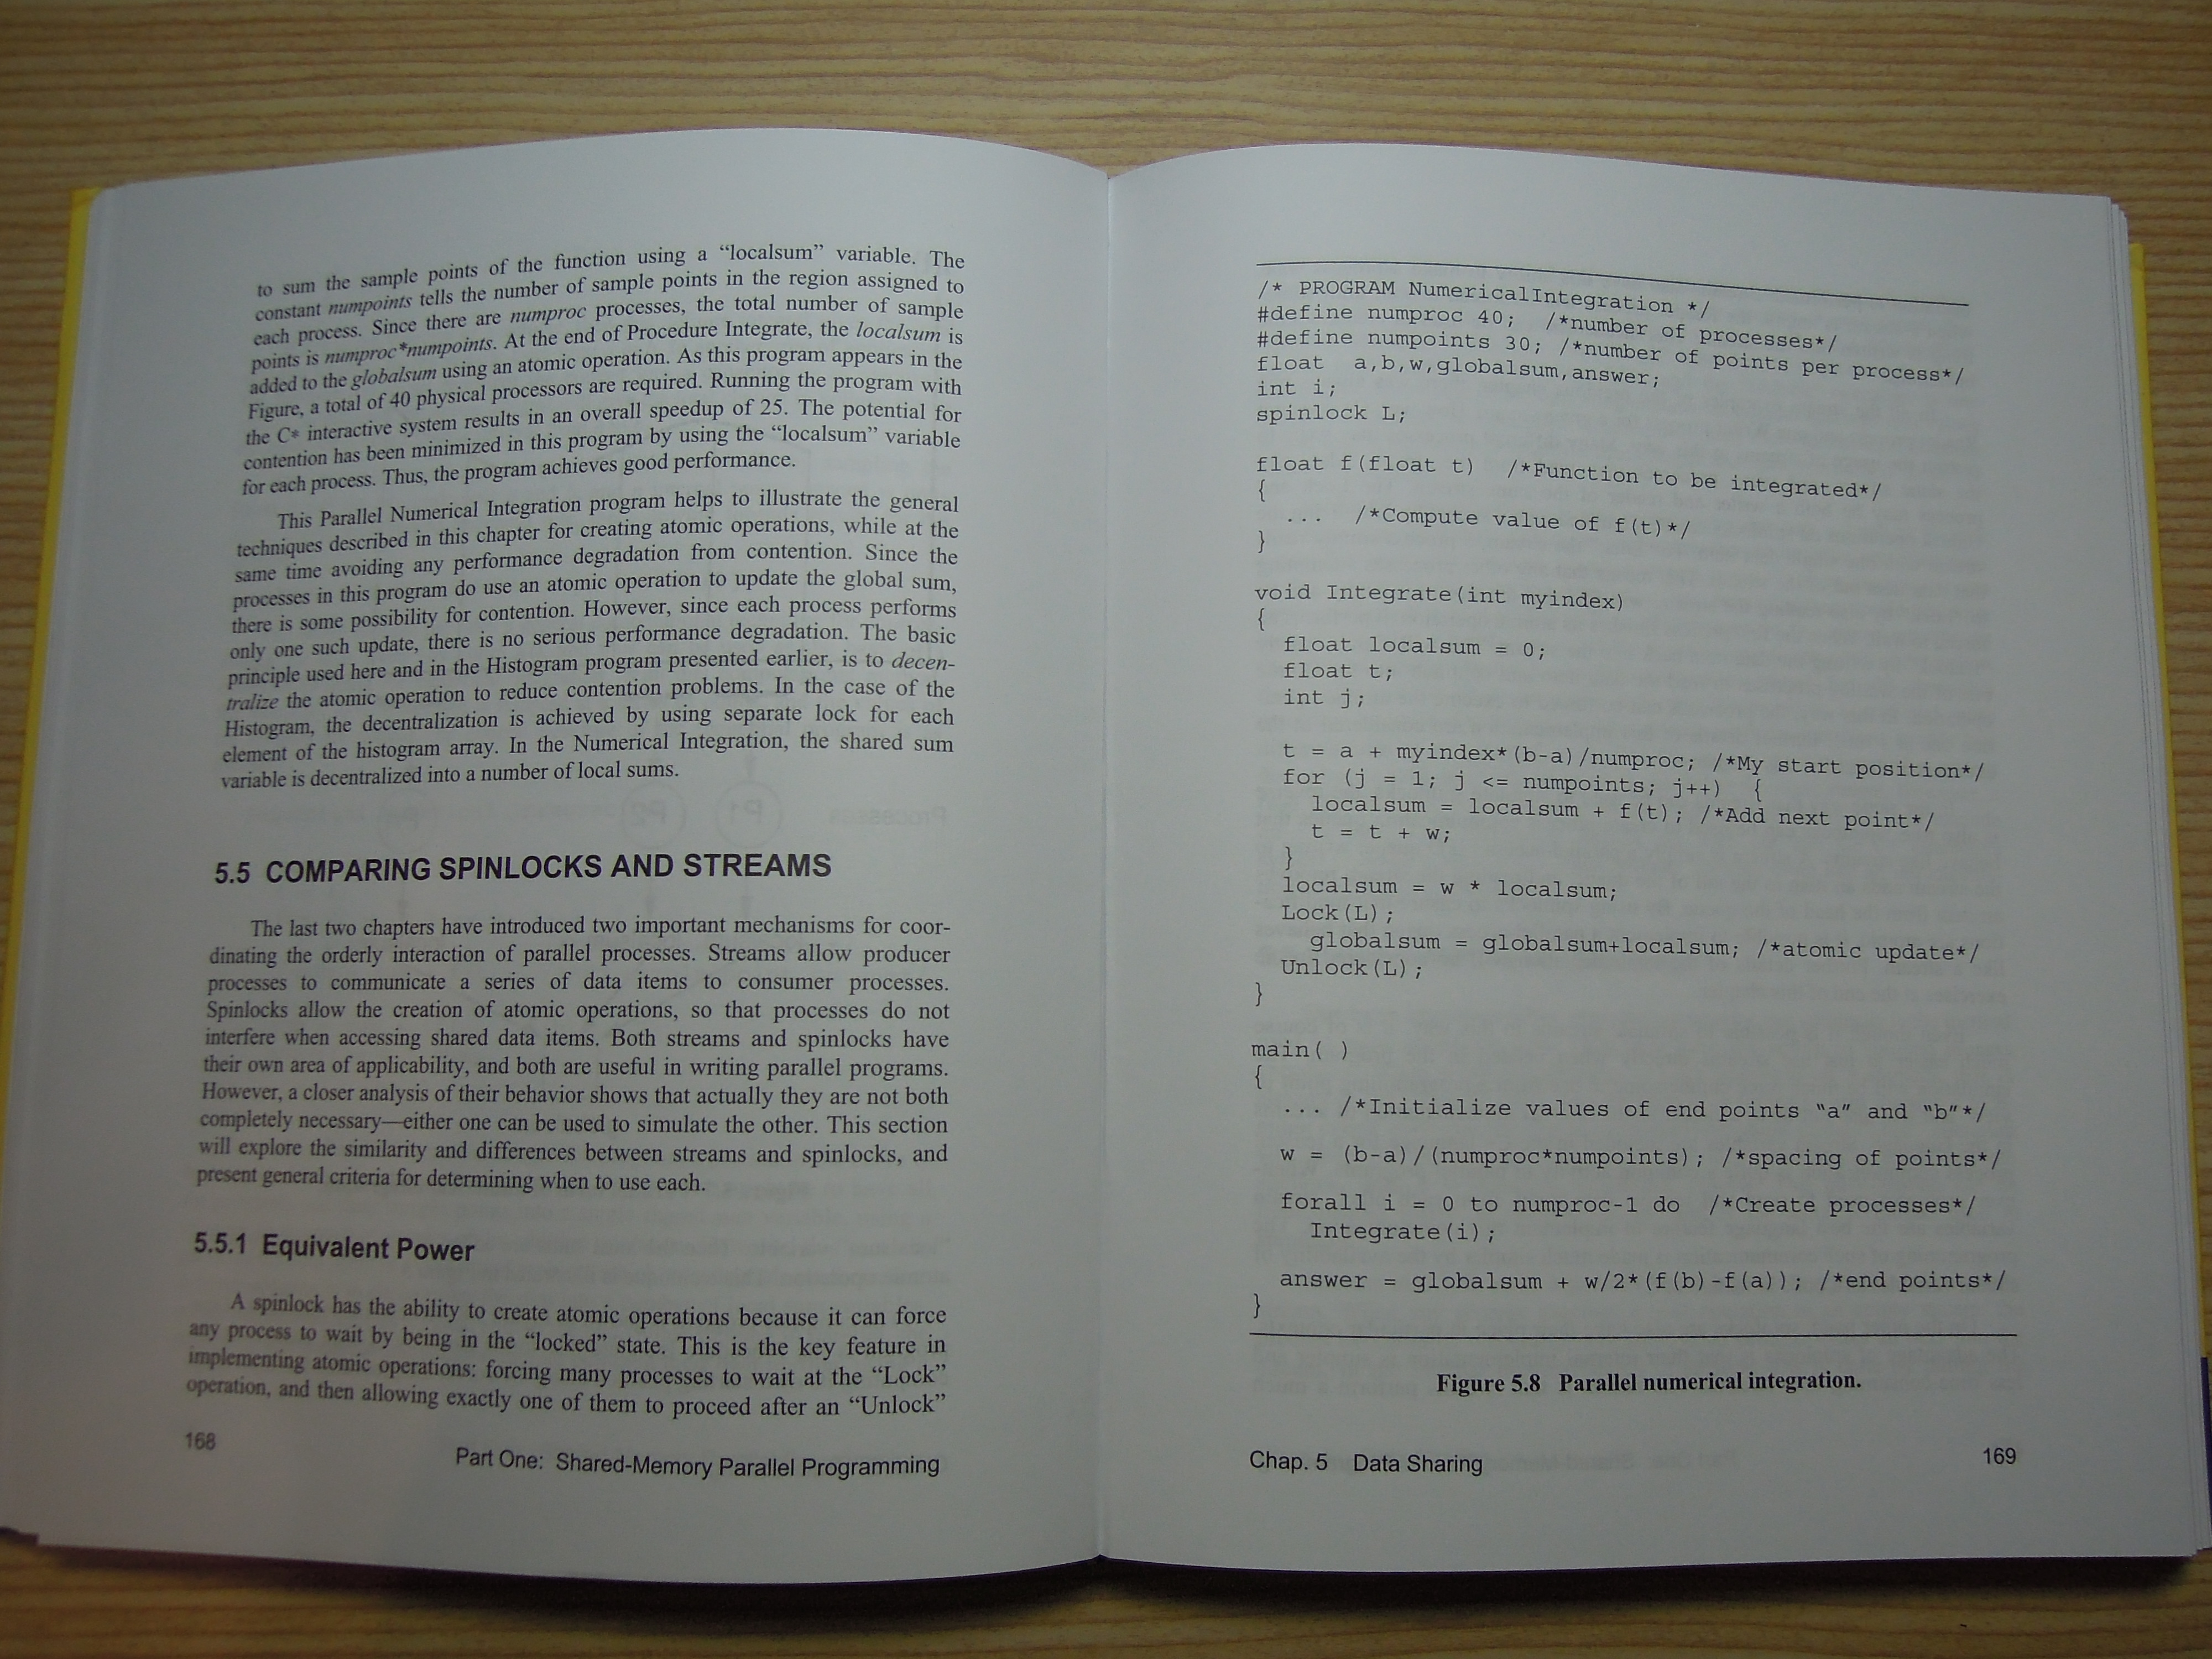 to sum the sample points of the function using a “localsum” variable. The
constant numpoints tells the number of sample points in the region assigned to
each process. Since there are numproc processes, the total number of sample
points is numproc*numpoints. At the end of Procedure Integrate, the localsum is
added to the globalsum using an atomic operation. As this program appears in the
Figure, a total of 40 physical processors are required. Running the program with
the C* interactive system results in an overall speedup of 25. The potential for
contention has been minimized in this program by using the “localsum” variable
for each process. Thus, the program achieves good performance.
This Parallel Numerical Integration program helps to illustrate the general
techniques described in this chapter for creating atomic operations, while at the
same time avoiding any performance degradation from contention. Since the
processes in this program do use an atomic operation to update the global sum,
there is some possibility for contention. However, since each process performs
only one such update, there is no serious performance degradation. The basic
principle used here and in the Histogram program presented earlier, is to decen-
tralize the atomic operation to reduce contention problems. In the case of the
Histogram, the decentralization is achieved by using separate lock for each
element of the histogram array. In the Numerical Integration, the shared sum
variable is decentralized into a number of local sums.
5.5 COMPARING SPINLOCKS AND STREAMS
The last two chapters have introduced two important mechanisms for coor-
dinating the orderly interaction of parallel processes. Streams allow producer
processes to communicate a series of data items to consumer processes.
Spinlocks allow the creation of atomic operations, so that processes do not
interfere when accessing shared data items. Both streams and spinlocks have
their own area of applicability, and both are useful in writing parallel programs.
However, a closer analysis of their behavior shows that actually they are not both
completely necessary—either one can be used to simulate the other. This section
will explore the similarity and differences between streams and spinlocks, and
present general criteria for determining when to use each.
5.5.1 Equivalent Power
A spinlock has the ability to create atomic operations because it can force
any process to wait by being in the “locked” state. This is the key feature in
implementing atomic operations: forcing many processes to wait at the “Lock”
operation, and then allowing exactly one of them to proceed after an “Unlock”
168
Part One: Shared-Memory Parallel Programming
/* PROGRAM NumericalIntegration */
#define numproc 40; /*number of processes*/
#define numpoints 30; /*number of points per process*/
float a,b,w,globalsum,answer;
int i;
spinlock L;
float f(float t) /*Function to be integrated*/
{
... /*Compute value of f(t)*/
}
void Integrate(int myindex)
{
float localsum = 0;
float t;
int j;
t = a + myindex*(b-a)/numproc; /*My start position*/
for (j = 1; j <= numpoints; j++) {
localsum = localsum + f(t); /*Add next point*/
t = t + w;
}
localsum = w * localsum;
Lock(L);
globalsum = globalsum+localsum; /*atomic update*/
Unlock(L);
}
main( )
{
... /*Initialize values of end points "a" and "b"*/
w = (b-a)/(numproc*numpoints); /*spacing of points*/
forall i = 0 to numproc-1 do /*Create processes*/
Integrate(i);
answer = globalsum + w/2*(f(b)-f(a)); /*end points*/
}
Figure 5.8 Parallel numerical integration.
Chap. 5 Data Sharing
169